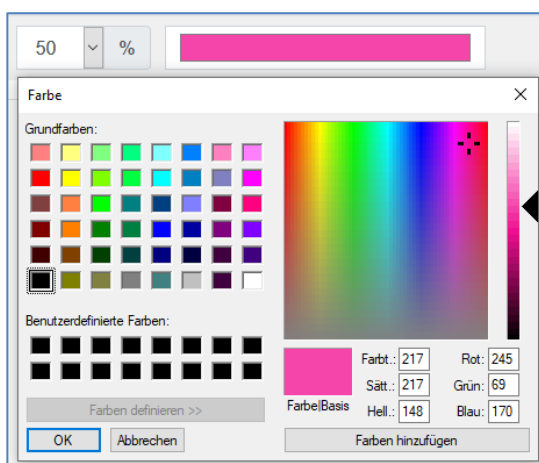 50 %
Farbe
Grundfarben:
Benutzerdefinierte Farben:
Farben definieren >>
OK Abbrechen
Farbe|Basis
Farbt.: 217 Rot: 245
Sätt.: 217 Grün: 69
Hell.: 148 Blau: 170
Farben hinzufügen